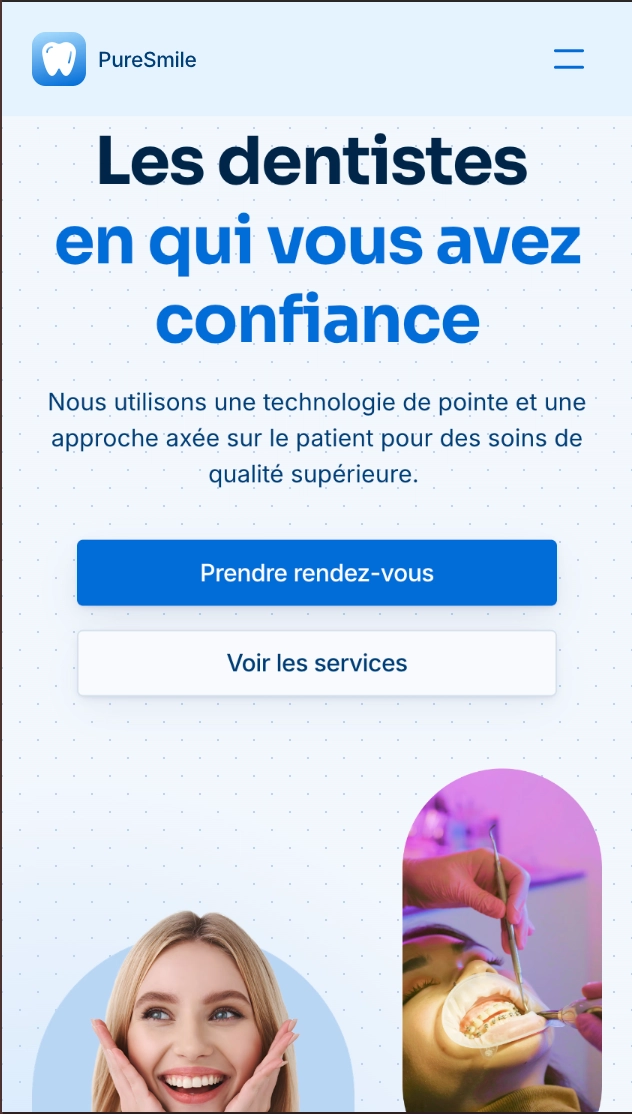 PureSmile
Les dentistes
en qui vous avez
confiance
Nous utilisons une technologie de pointe et une
approche axée sur le patient pour des soins de
qualité supérieure.
Prendre rendez-vous
Voir les services